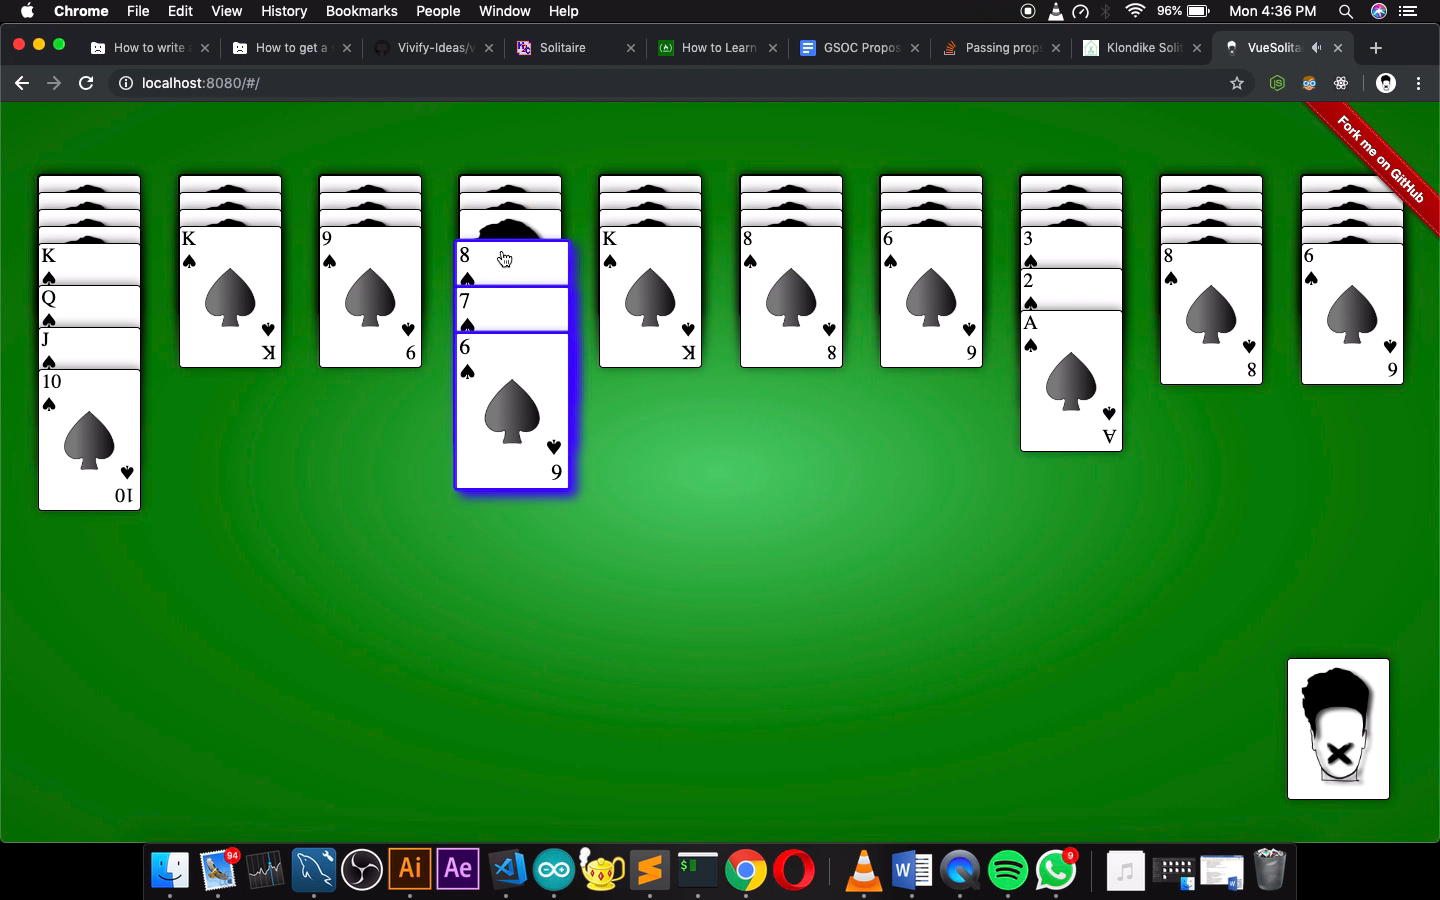 Chrome File Edit View History Bookmarks People Window Help 96% Mon 4:36 PM
How to write How to get a Vivify-Ideas/v Solitaire How to Learn GSOC Propos Passing prop Klondike Solit VueSolita
localhost:8080/#/
Fork me on GitHub
K K 9 8 K 8 6 3 8 6
Q 7 2
J 6 A
10
K 9 K 8 6 8 6
A
6
10
94 Ai Ae $ 9